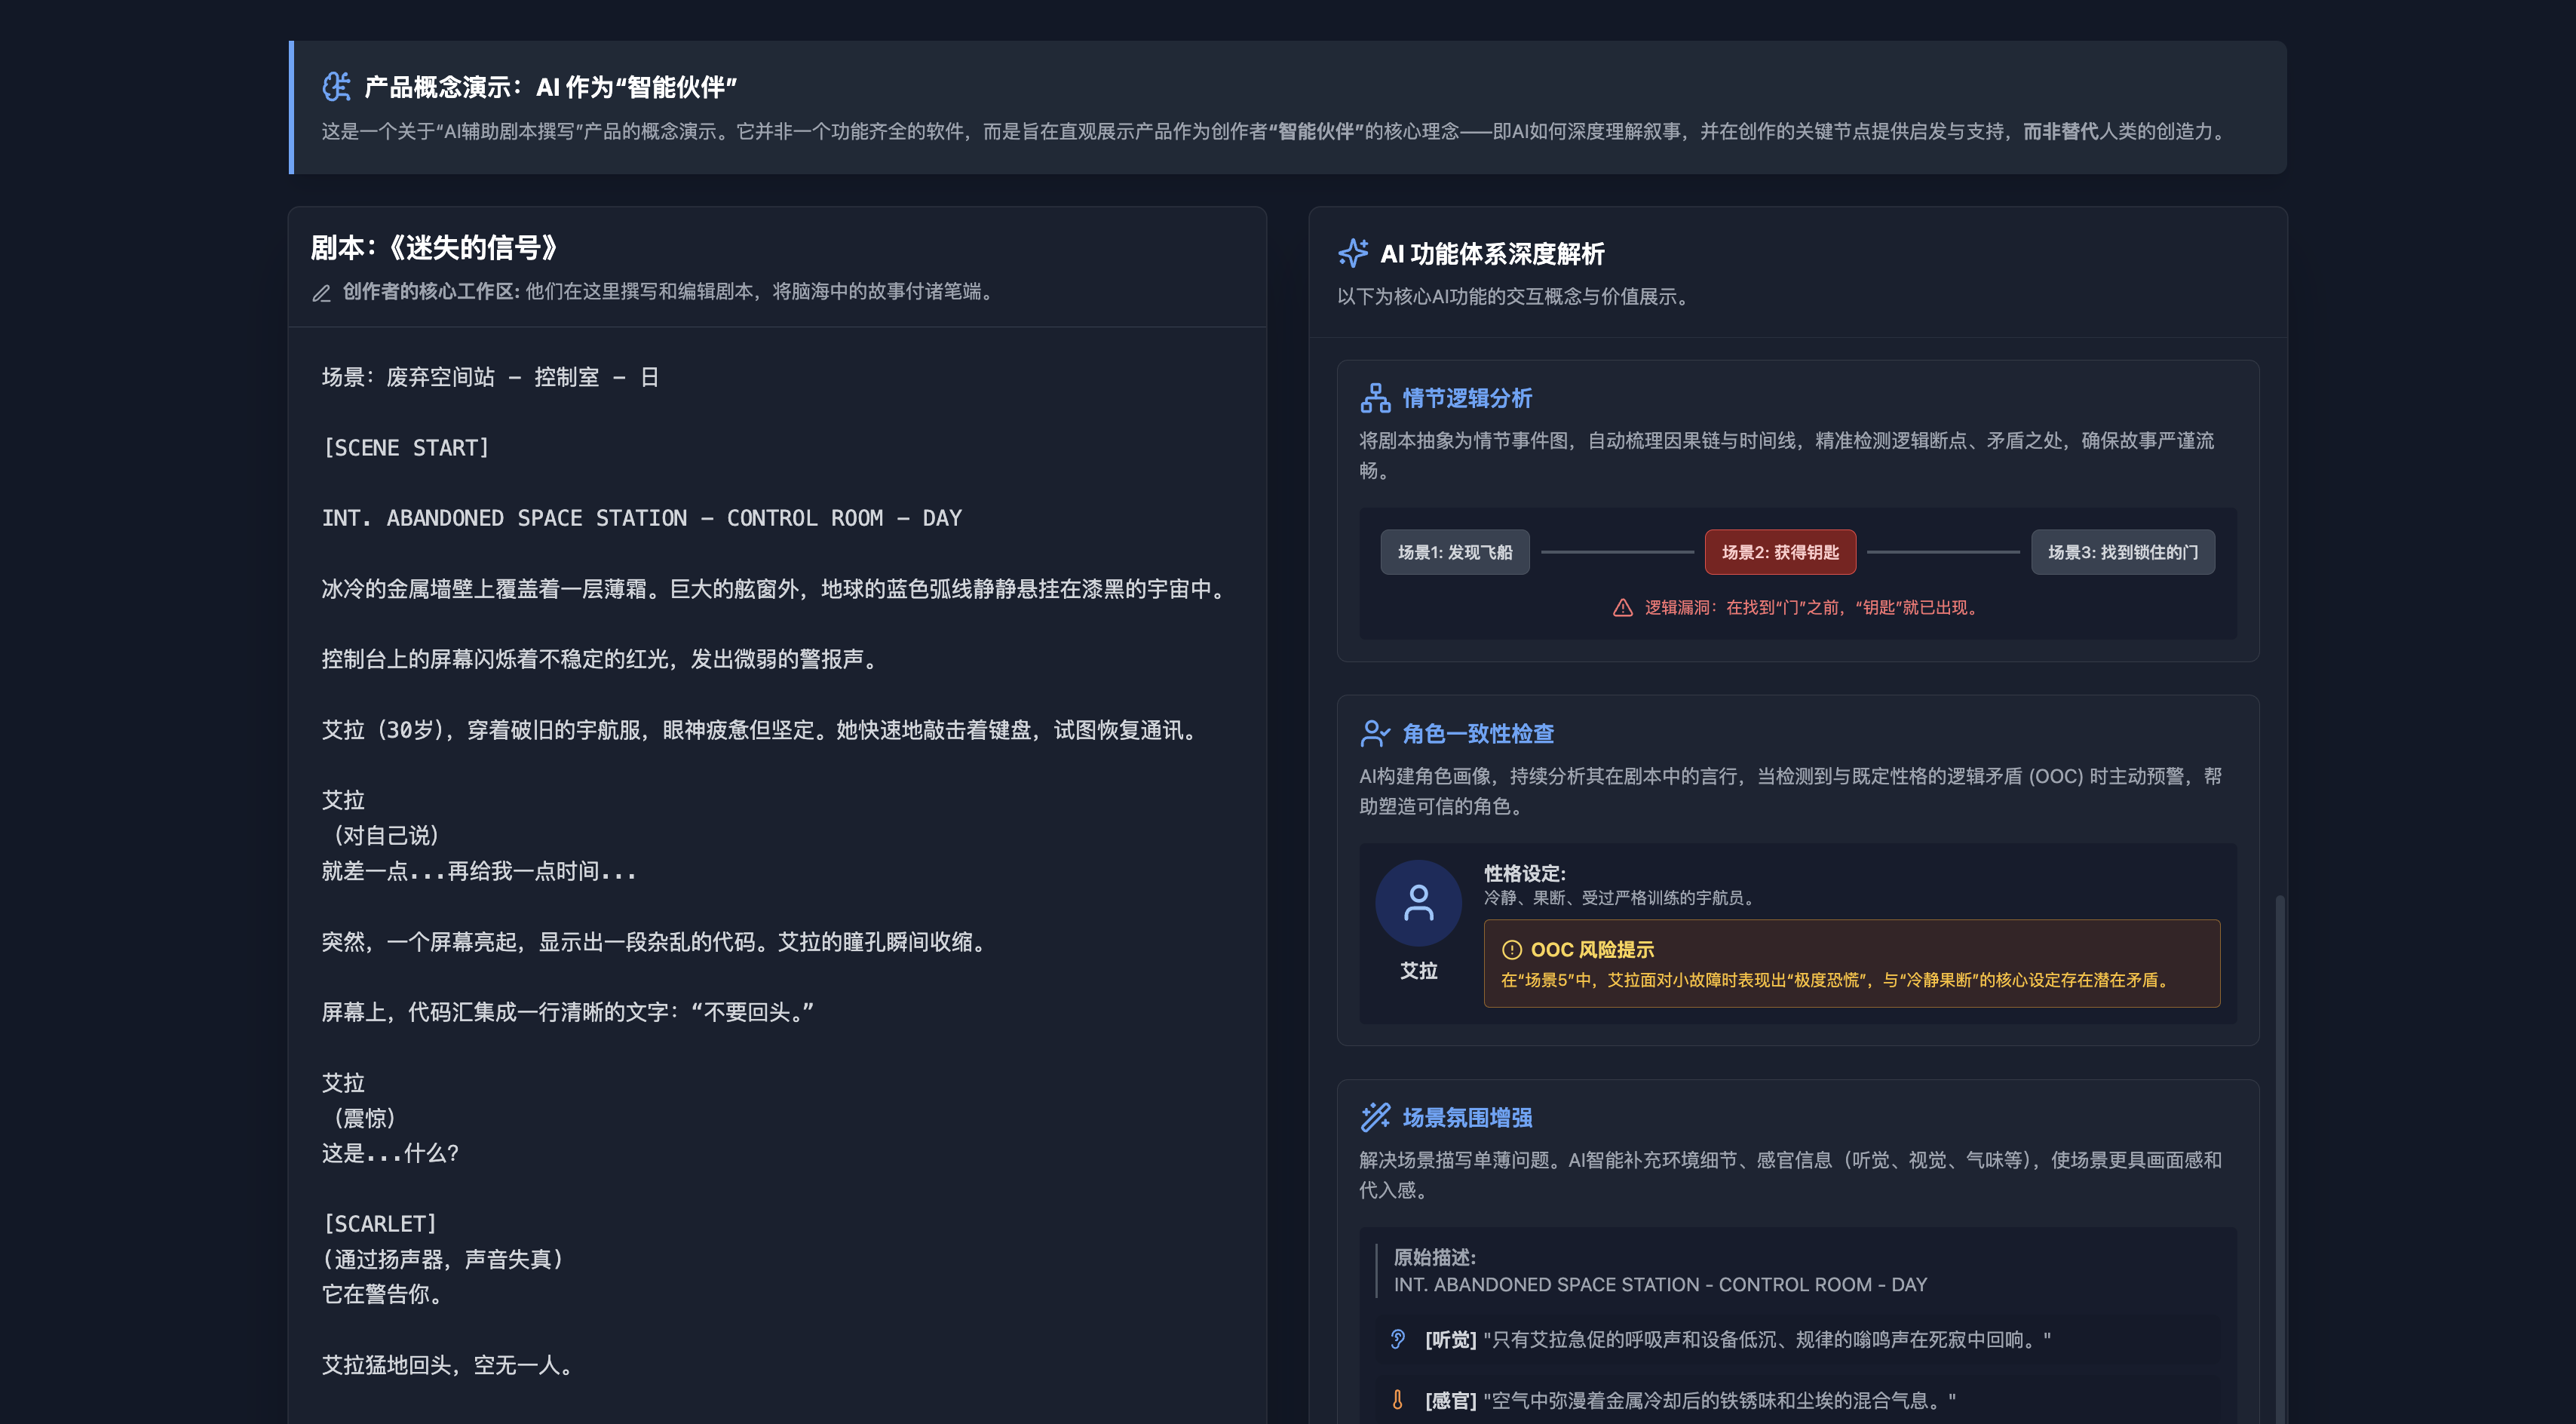 产品概念演示：AI 作为“智能伙伴”
这是一个关于“AI辅助剧本撰写”产品的概念演示。它并非一个功能齐全的软件，而是旨在直观展示产品作为创作者“智能伙伴”的核心理念——即AI如何深度理解叙事，并在创作的关键节点提供启发与支持，而非替代人类的创造力。
剧本：《迷失的信号》
创作者的核心工作区: 他们在这里撰写和编辑剧本，将脑海中的故事付诸笔端。
场景：废弃空间站 – 控制室 – 日
[SCENE START]
INT. ABANDONED SPACE STATION – CONTROL ROOM – DAY
冰冷的金属墙壁上覆盖着一层薄霜。巨大的舷窗外，地球的蓝色弧线静静悬挂在漆黑的宇宙中。
控制台上的屏幕闪烁着不稳定的红光，发出微弱的警报声。
艾拉（30岁），穿着破旧的宇航服，眼神疲惫但坚定。她快速地敲击着键盘，试图恢复通讯。
艾拉
（对自己说）
就差一点...再给我一点时间...
突然，一个屏幕亮起，显示出一段杂乱的代码。艾拉的瞳孔瞬间收缩。
屏幕上，代码汇集成一行清晰的文字：“不要回头。”
艾拉
（震惊）
这是...什么?
[SCARLET]
(通过扬声器，声音失真)
它在警告你。
艾拉猛地回头，空无一人。
AI 功能体系深度解析
以下为核心AI功能的交互概念与价值展示。
情节逻辑分析
将剧本抽象为情节事件图，自动梳理因果链与时间线，精准检测逻辑断点、矛盾之处，确保故事严谨流
畅。
场景1: 发现飞船
场景2: 获得钥匙
场景3: 找到锁住的门
逻辑漏洞：在找到“门”之前，“钥匙”就已出现。
角色一致性检查
AI构建角色画像，持续分析其在剧本中的言行，当检测到与既定性格的逻辑矛盾 (OOC) 时主动预警，帮
助塑造可信的角色。
艾拉
性格设定:
冷静、果断、受过严格训练的宇航员。
OOC 风险提示
在“场景5”中，艾拉面对小故障时表现出“极度恐慌”，与“冷静果断”的核心设定存在潜在矛盾。
场景氛围增强
解决场景描写单薄问题。AI智能补充环境细节、感官信息（听觉、视觉、气味等），使场景更具画面感和
代入感。
原始描述:
INT. ABANDONED SPACE STATION - CONTROL ROOM - DAY
[听觉] "只有艾拉急促的呼吸声和设备低沉、规律的嗡鸣声在死寂中回响。"
[感官] "空气中弥漫着金属冷却后的铁锈味和尘埃的混合气息。"